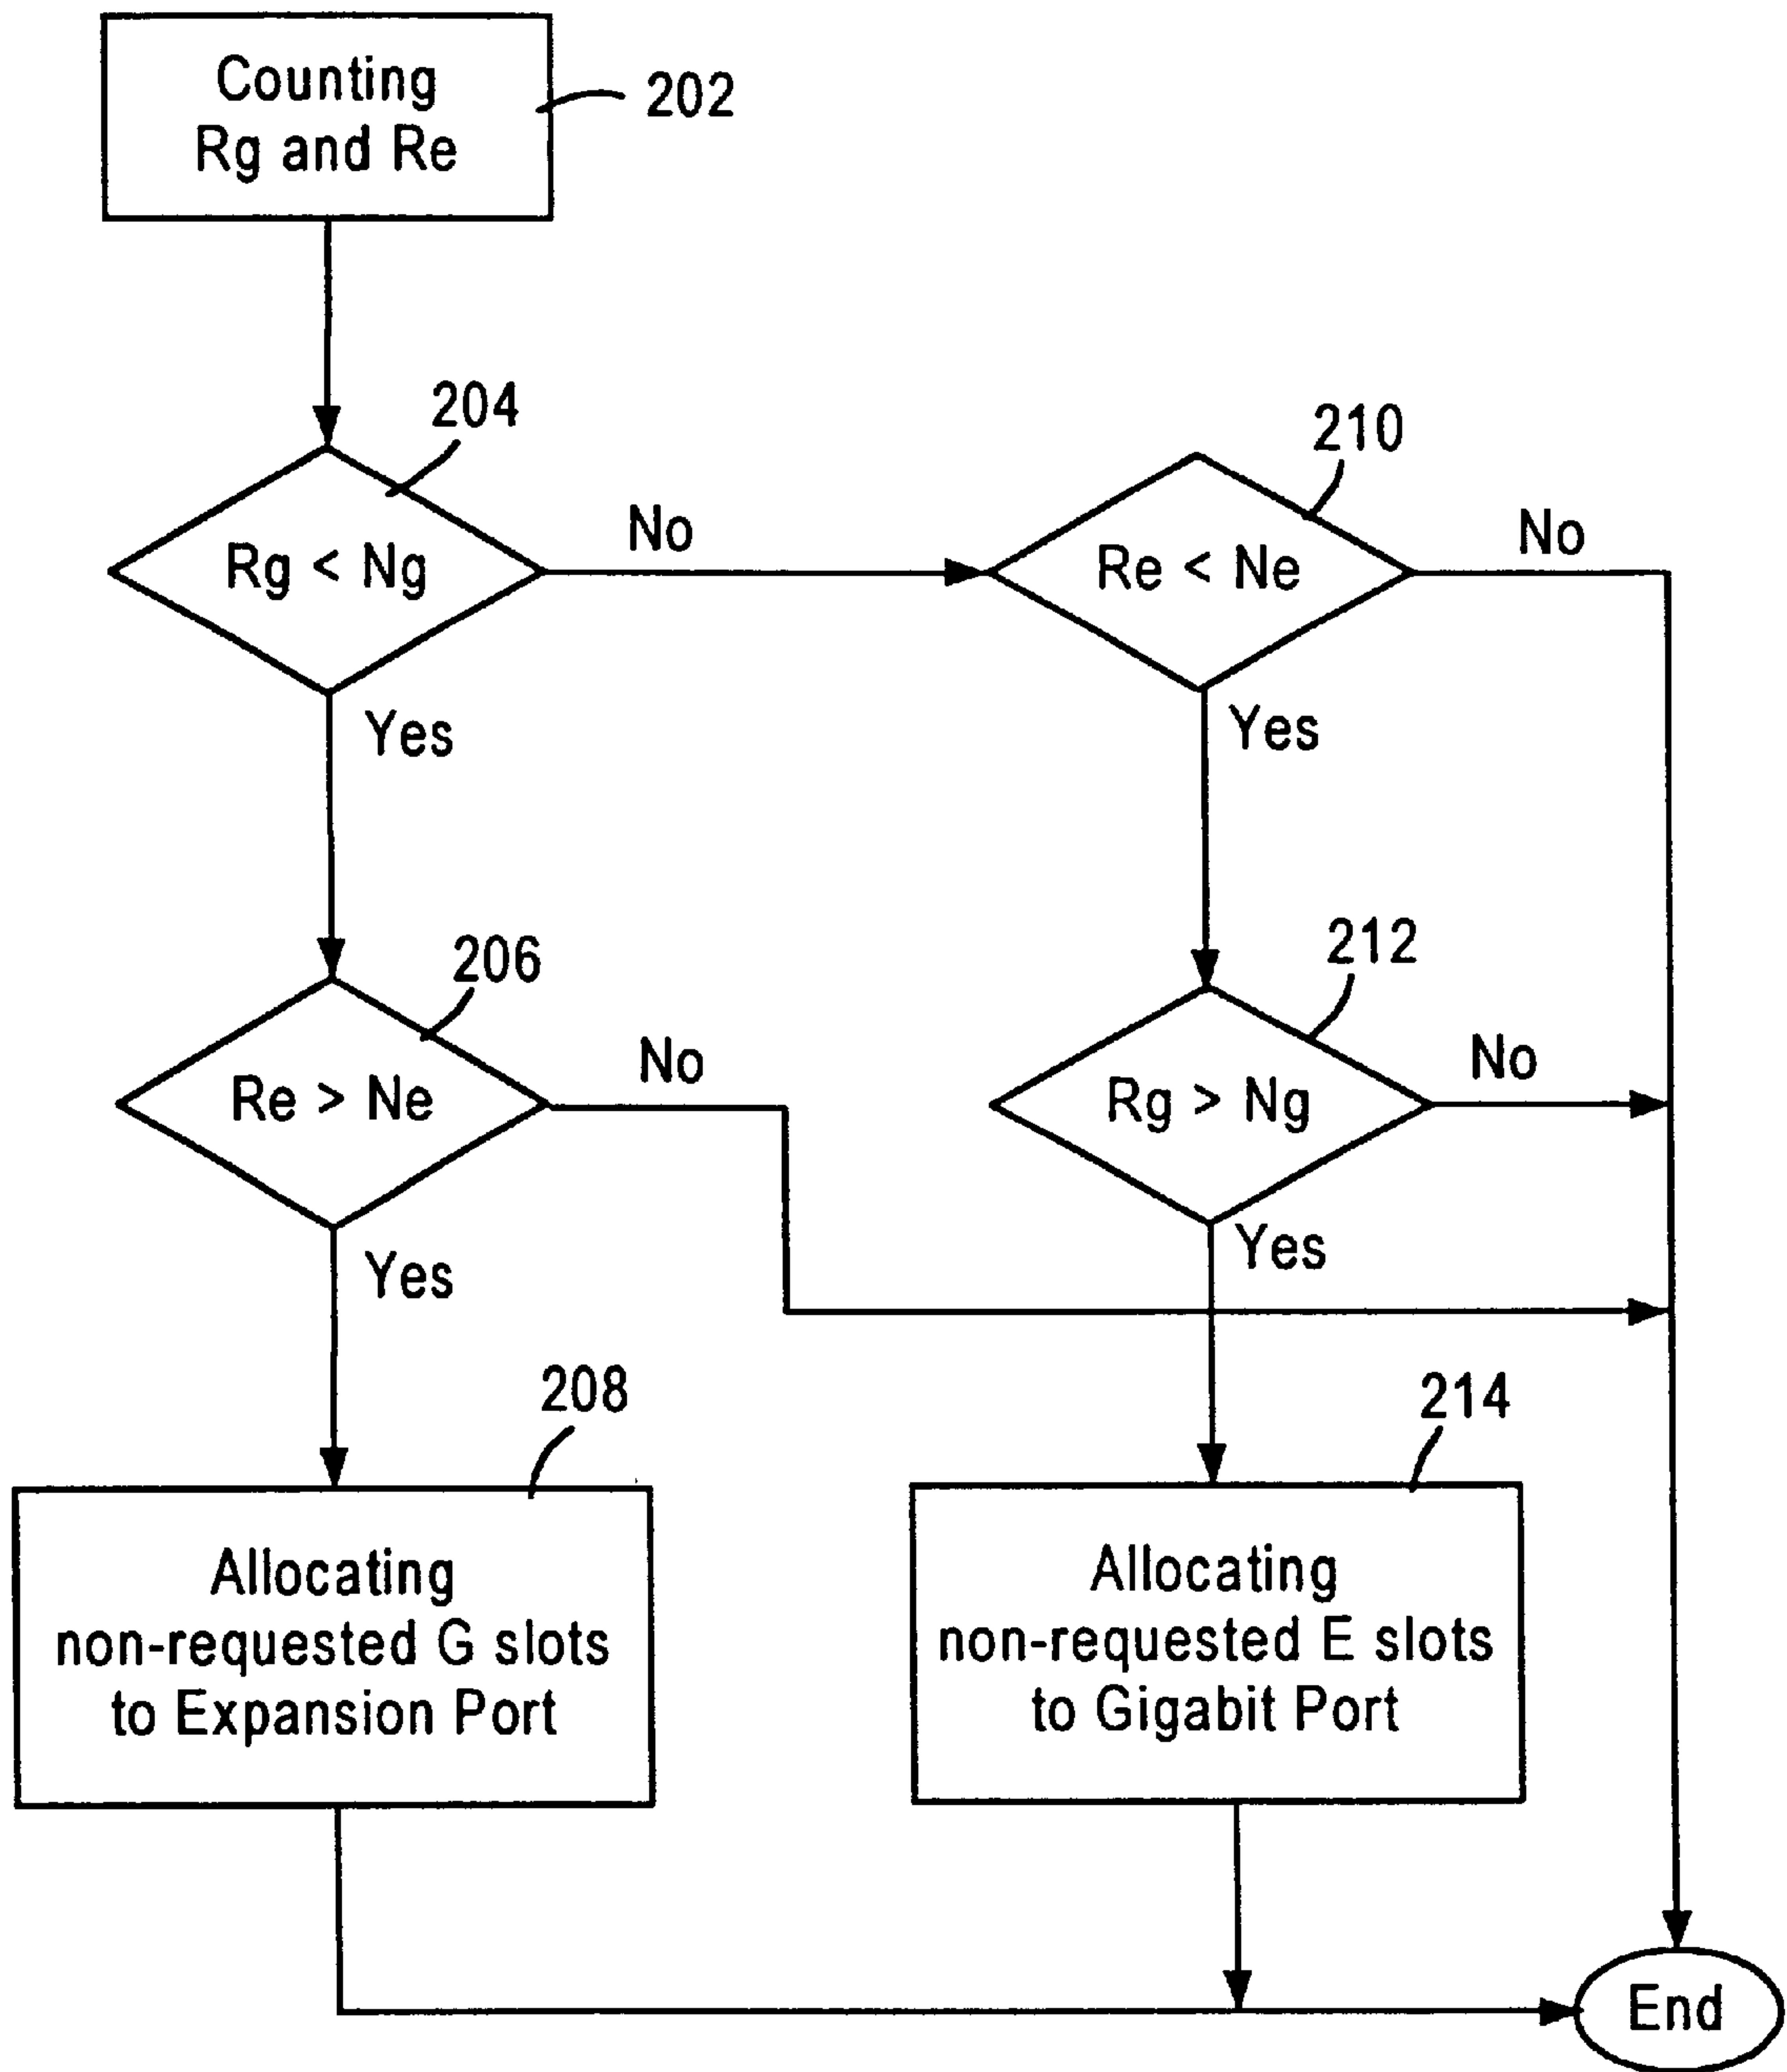 Counting
Rg and Re
202
204
Rg < Ng
No
Yes
210
Re < Ne
No
Yes
206
Re > Ne
No
Yes
212
Rg > Ng
No
Yes
208
Allocating
non-requested G slots
to Expansion Port
214
Allocating
non-requested E slots
to Gigabit Port
End